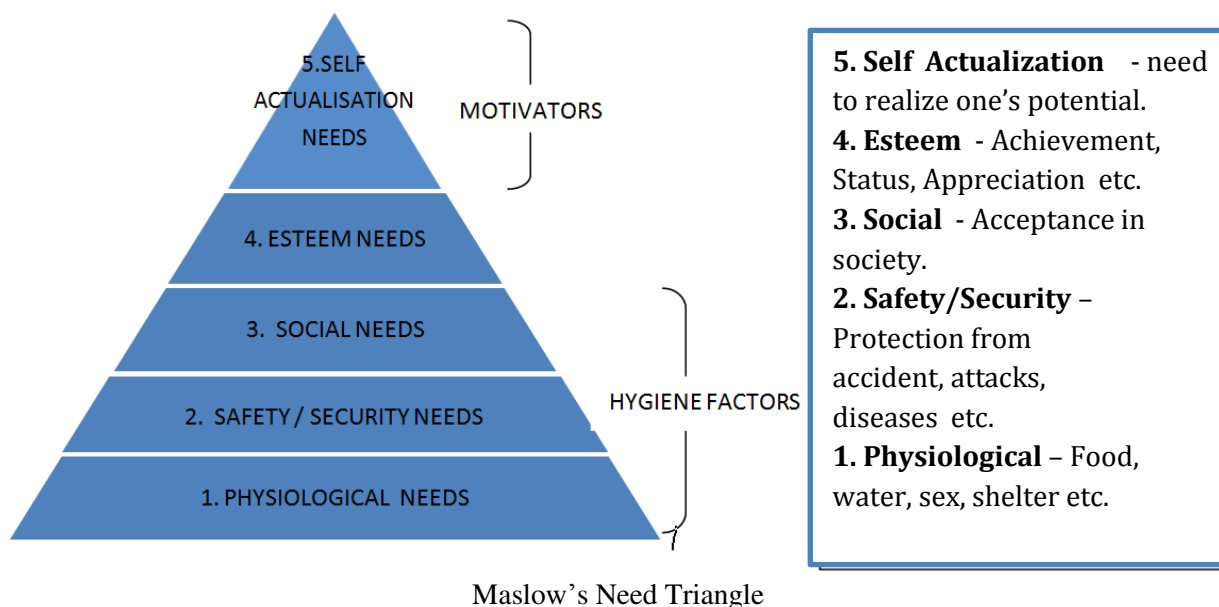 5.SELF
ACTUALISATION
NEEDS
MOTIVATORS
4. ESTEEM NEEDS
3. SOCIAL NEEDS
2. SAFETY / SECURITY NEEDS
HYGIENE FACTORS
1. PHYSIOLOGICAL NEEDS
5. Self Actualization - need
to realize one’s potential.
4. Esteem - Achievement,
Status, Appreciation etc.
3. Social - Acceptance in
society.
2. Safety/Security –
Protection from
accident, attacks,
diseases etc.
1. Physiological – Food,
water, sex, shelter etc.
Maslow’s Need Triangle